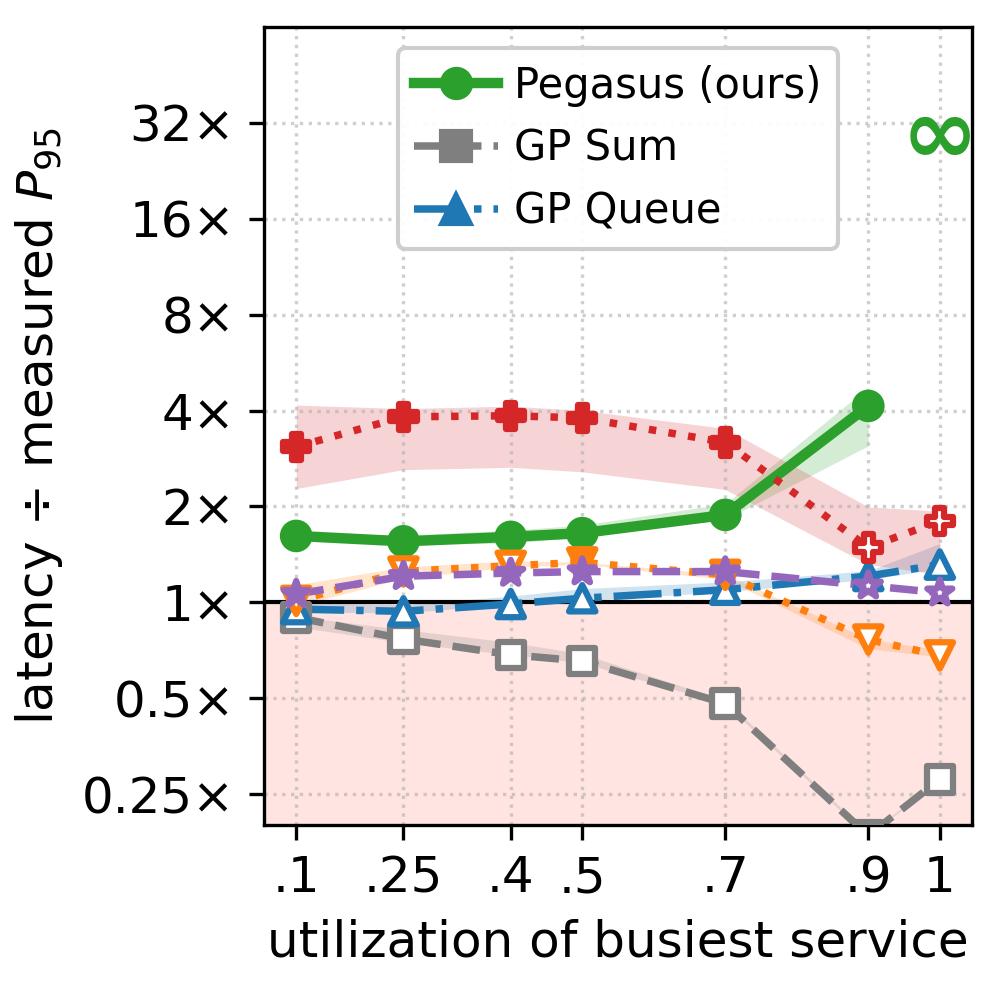 latency ÷ measured P95
32×
16×
8×
4×
2×
1×
0.5×
0.25×
Pegasus (ours)
GP Sum
GP Queue
∞
.1 .25 .4 .5 .7 .9 1
utilization of busiest service